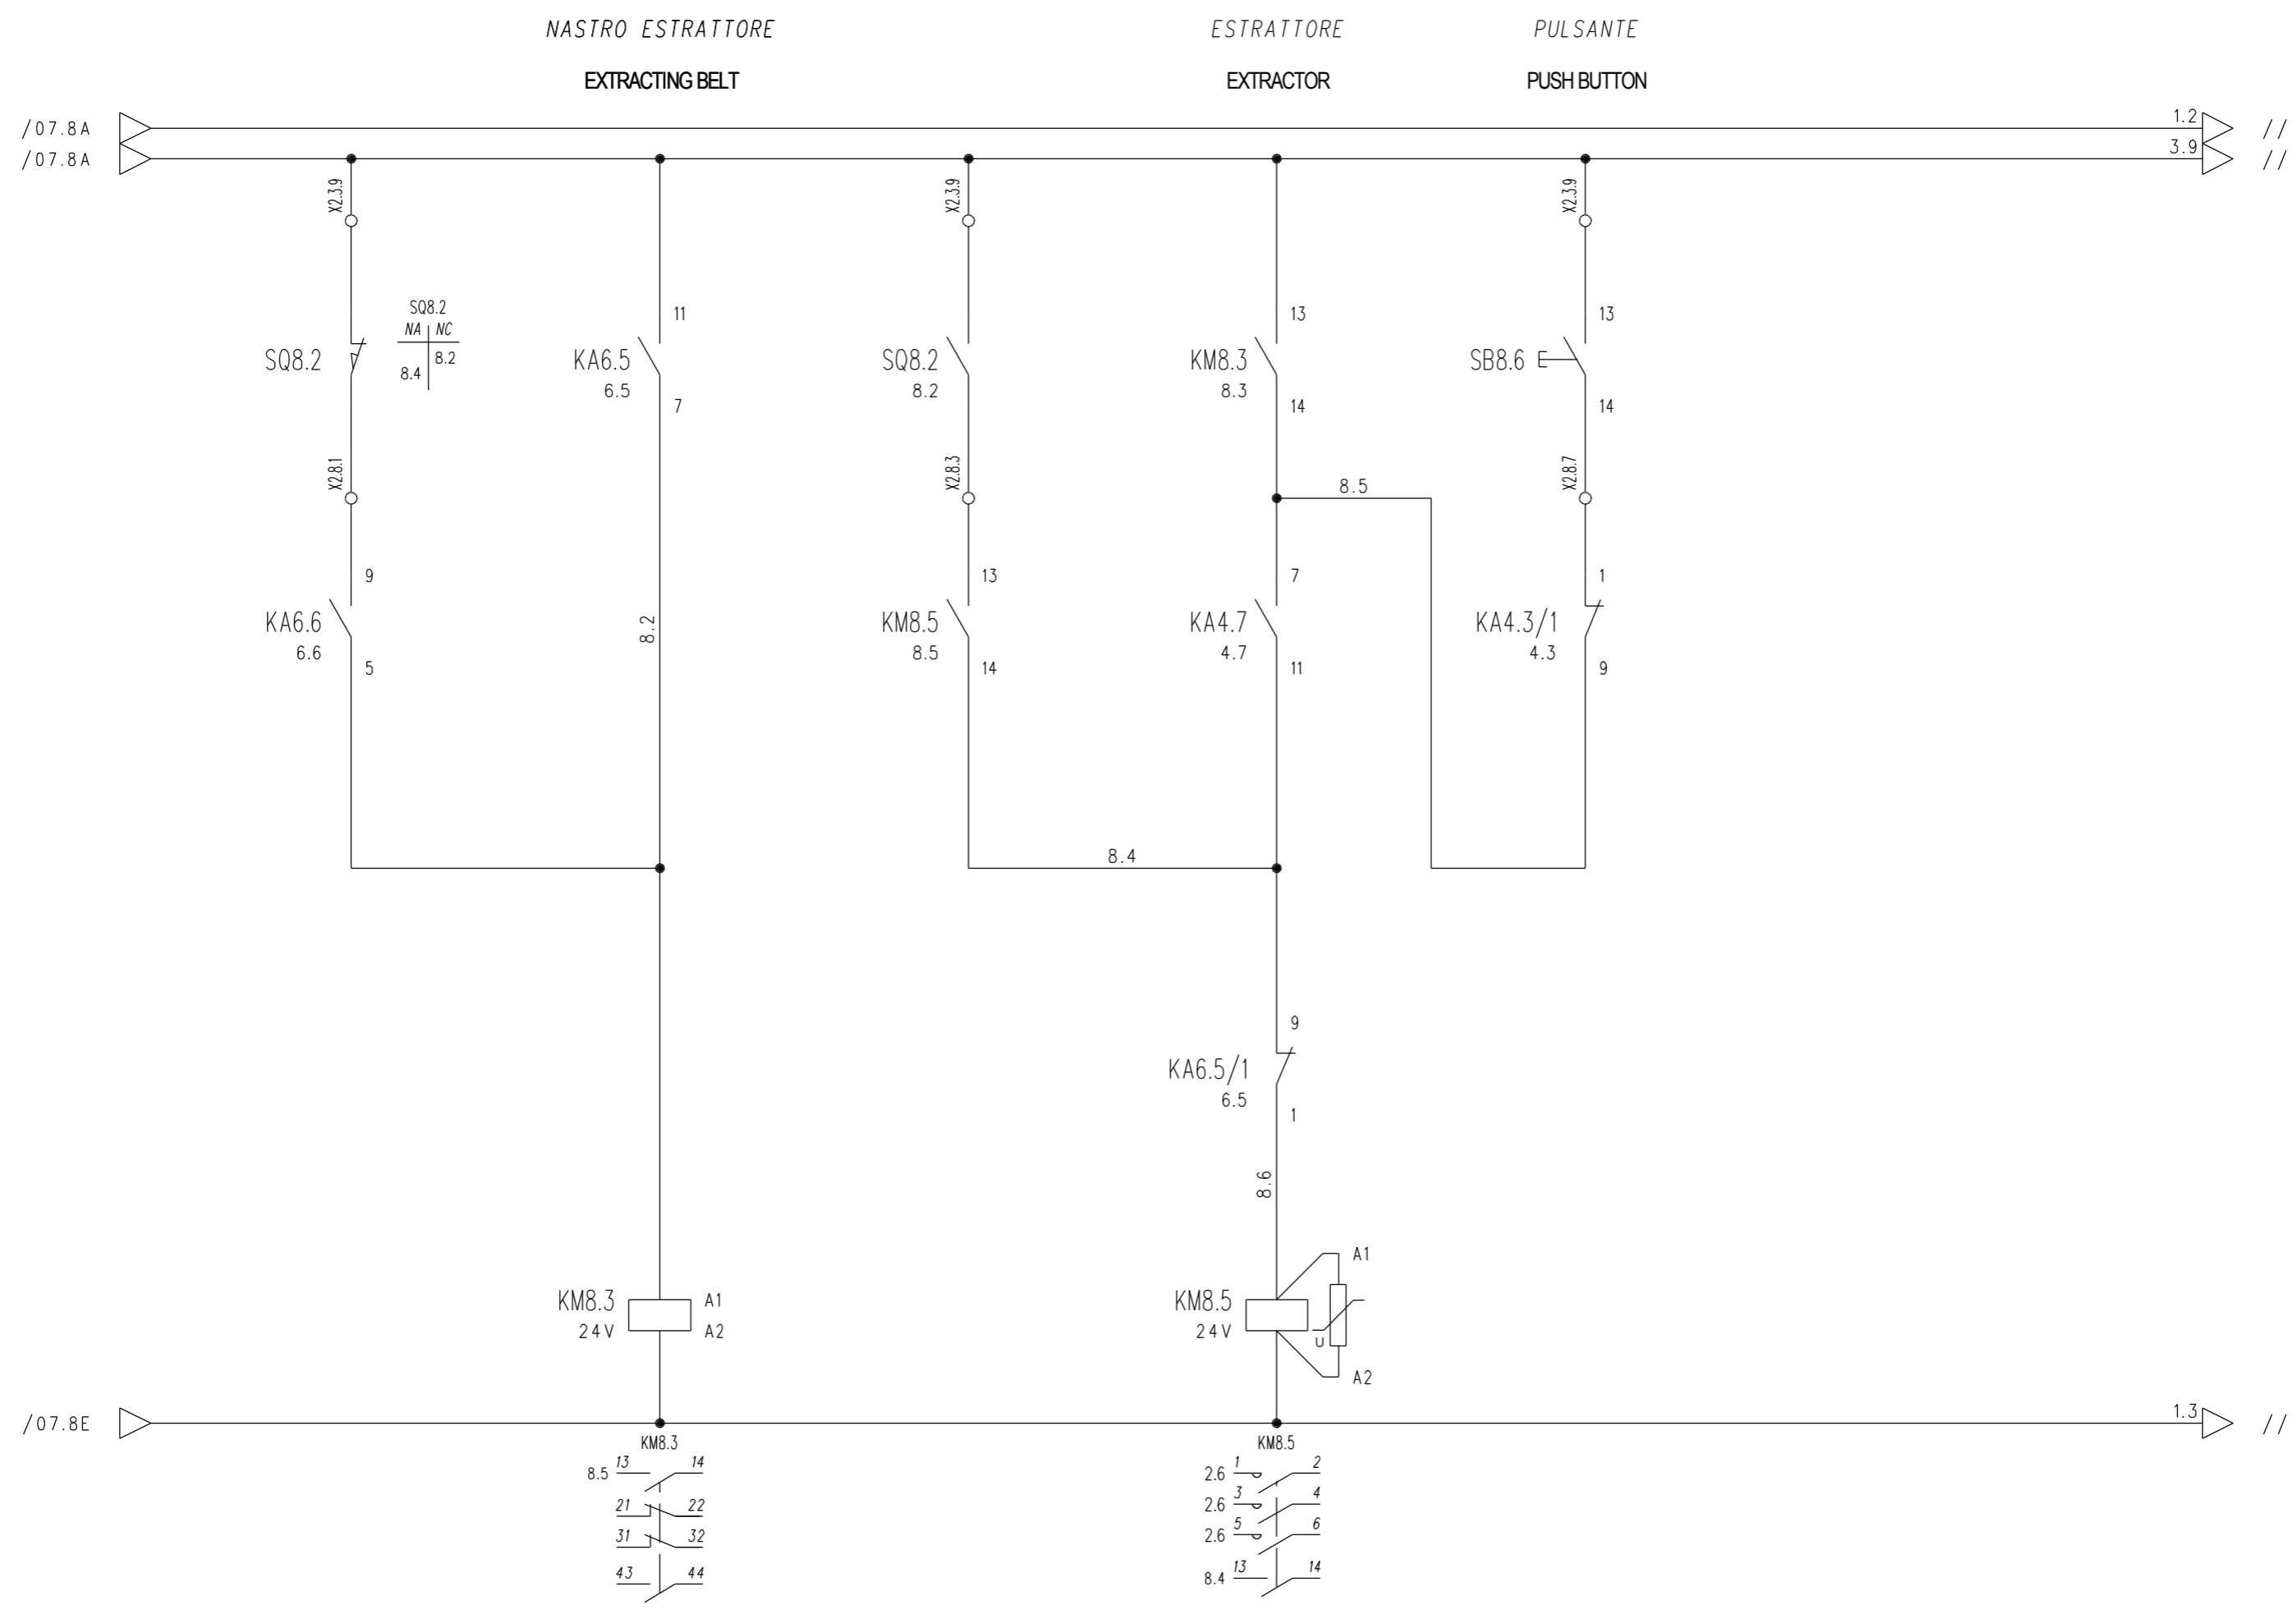 NASTRO ESTRATTORE ESTRATTORE PULSANTE
EXTRACTING BELT EXTRACTOR PUSH BUTTON
/07.8A 1.2 //
/07.8A 3.9 //
X2.3.9 X2.3.9 X2.3.9
SQ8.2
NA NC
8.4 8.2
11 13 13
SQ8.2 KA6.5 SQ8.2 KM8.3 SB8.6
6.5 8.2 8.3
7 14 14
X2.8.1 X2.8.3 8.5 X2.8.7
9 13 7 1
KA6.6 8.2 KM8.5 KA4.7 KA4.3/1
6.6 8.5 4.7 4.3
5 14 11 9
8.4
9
KA6.5/1
6.5
1
8.6
A1
KM8.3 A1 KM8.5
24V A2 24V U
A2
/07.8E 1.3 //
KM8.3 KM8.5
8.5 13 14 2.6 1 2
21 22 2.6 3 4
31 32 2.6 5 6
43 44 8.4 13 14